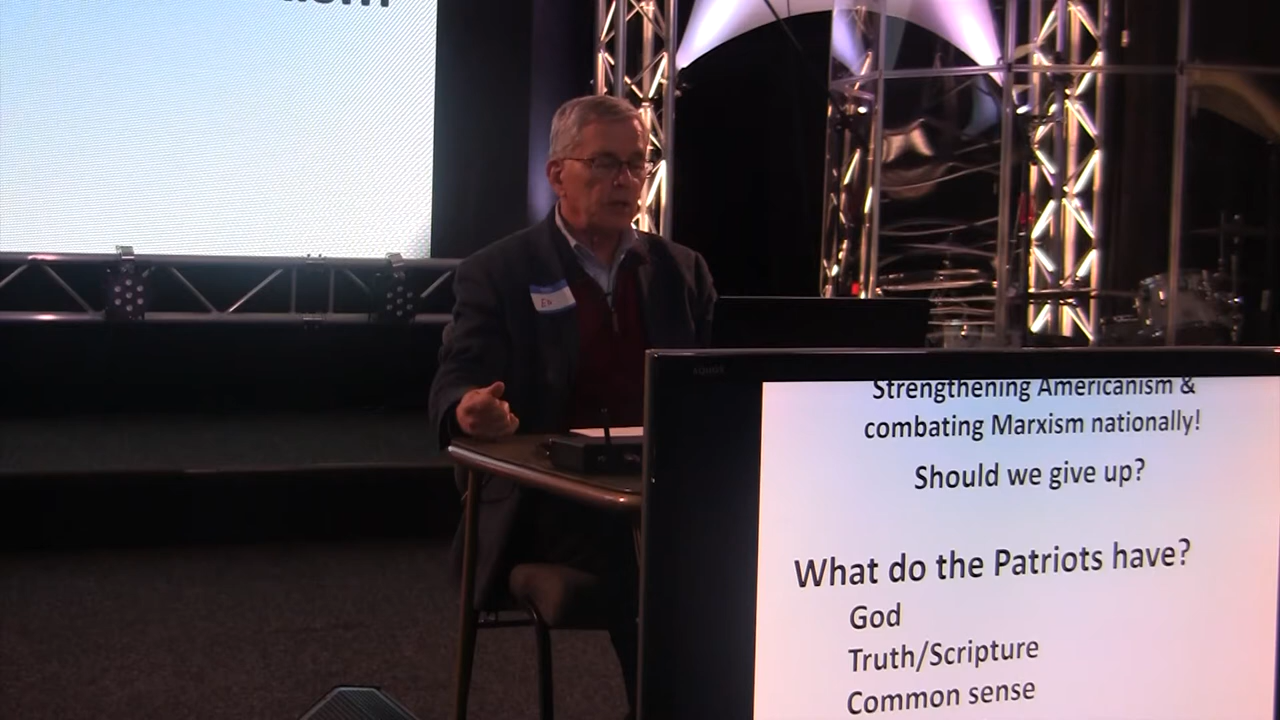 Ed
Strengthening Americanism &
combating Marxism nationally!
Should we give up?
What do the Patriots have?
God
Truth/Scripture
Common sense